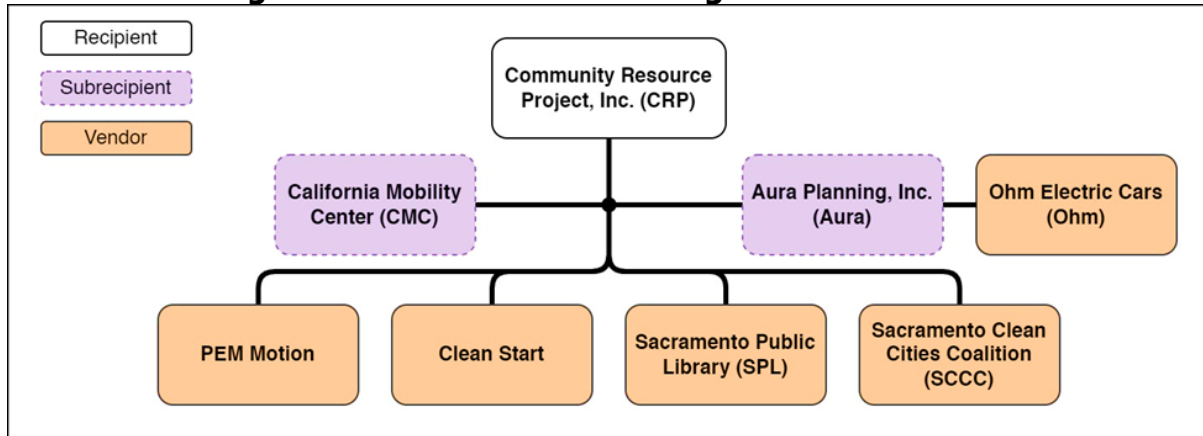 Recipient
Subrecipient
Vendor
Community Resource
Project, Inc. (CRP)
California Mobility
Center (CMC)
Aura Planning, Inc.
(Aura)
Ohm Electric Cars
(Ohm)
PEM Motion
Clean Start
Sacramento Public
Library (SPL)
Sacramento Clean
Cities Coalition
(SCCC)